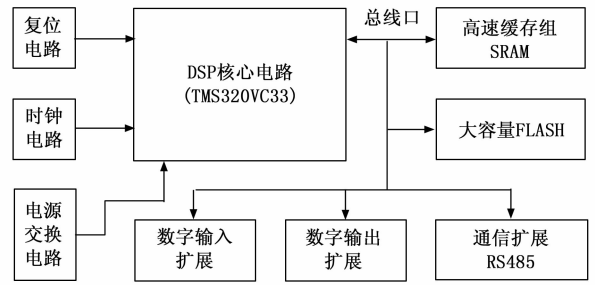 复位
电路
时钟
电路
电源
交换
电路
DSP核心电路
(TMS320VC33)
总线口
高速缓存组
SRAM
大容量FLASH
数字输入
扩展
数字输出
扩展
通信扩展
RS485